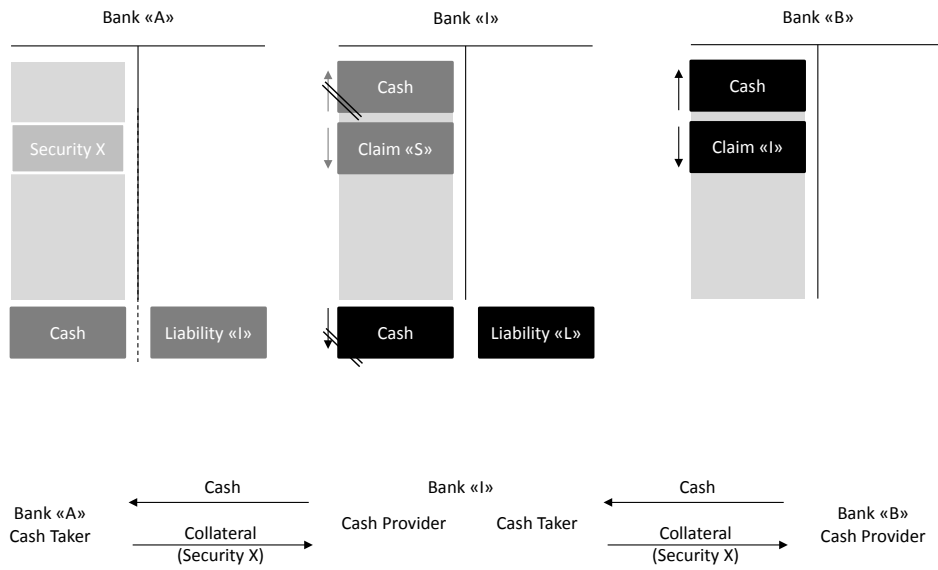 Bank «A»
Bank «I»
Bank «B»
Cash
Cash
Security X
Claim «S»
Claim «I»
Cash
Liability «I»
Cash
Liability «L»
Cash
Bank «I»
Cash
Bank «A»
Cash Taker
Collateral
(Security X)
Cash Provider
Cash Taker
Collateral
(Security X)
Bank «B»
Cash Provider